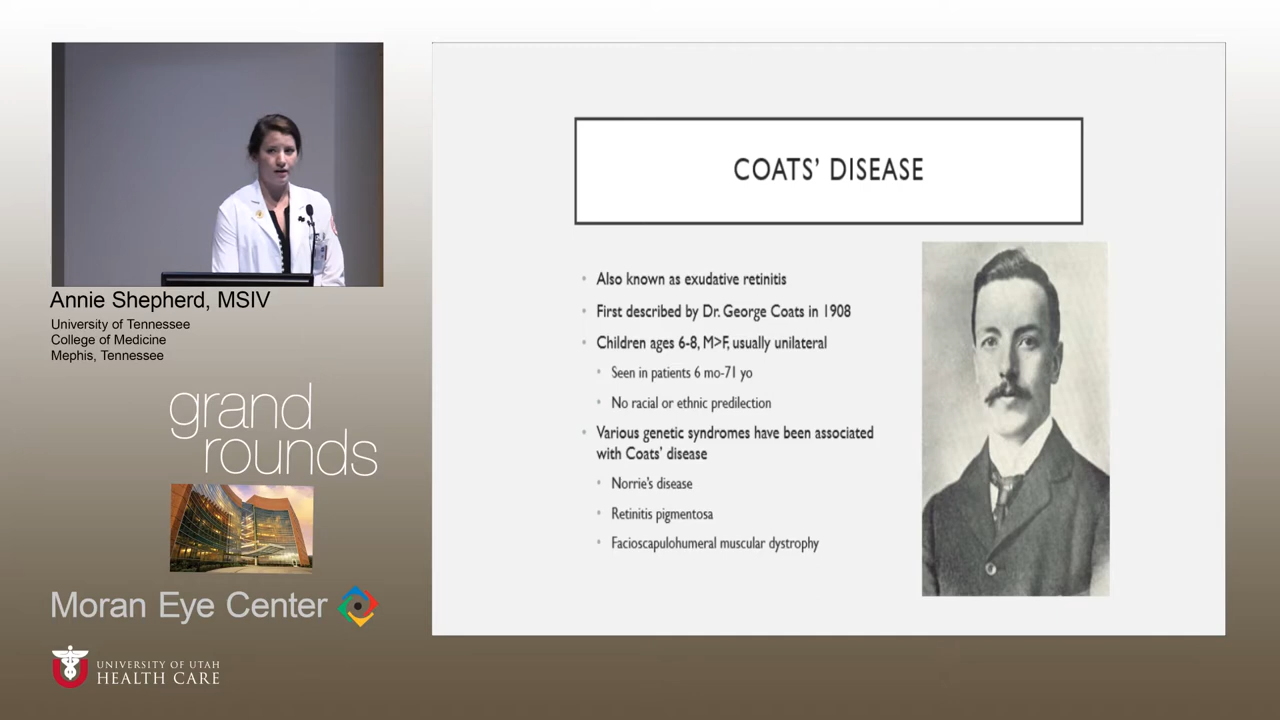 COATS' DISEASE
Also known as exudative retinitis
First described by Dr. George Coats in 1908
Children ages 6-8, M>F, usually unilateral
Seen in patients 6 mo-71 yo
No racial or ethnic predilection
Various genetic syndromes have been associated
with Coats' disease
Norrie's disease
Retinitis pigmentosa
Facioscapulohumeral muscular dystrophy
Annie Shepherd, MSIV
University of Tennessee
College of Medicine
Mephis, Tennessee
grand
rounds
Moran Eye Center
UNIVERSITY OF UTAH
HEALTH CARE